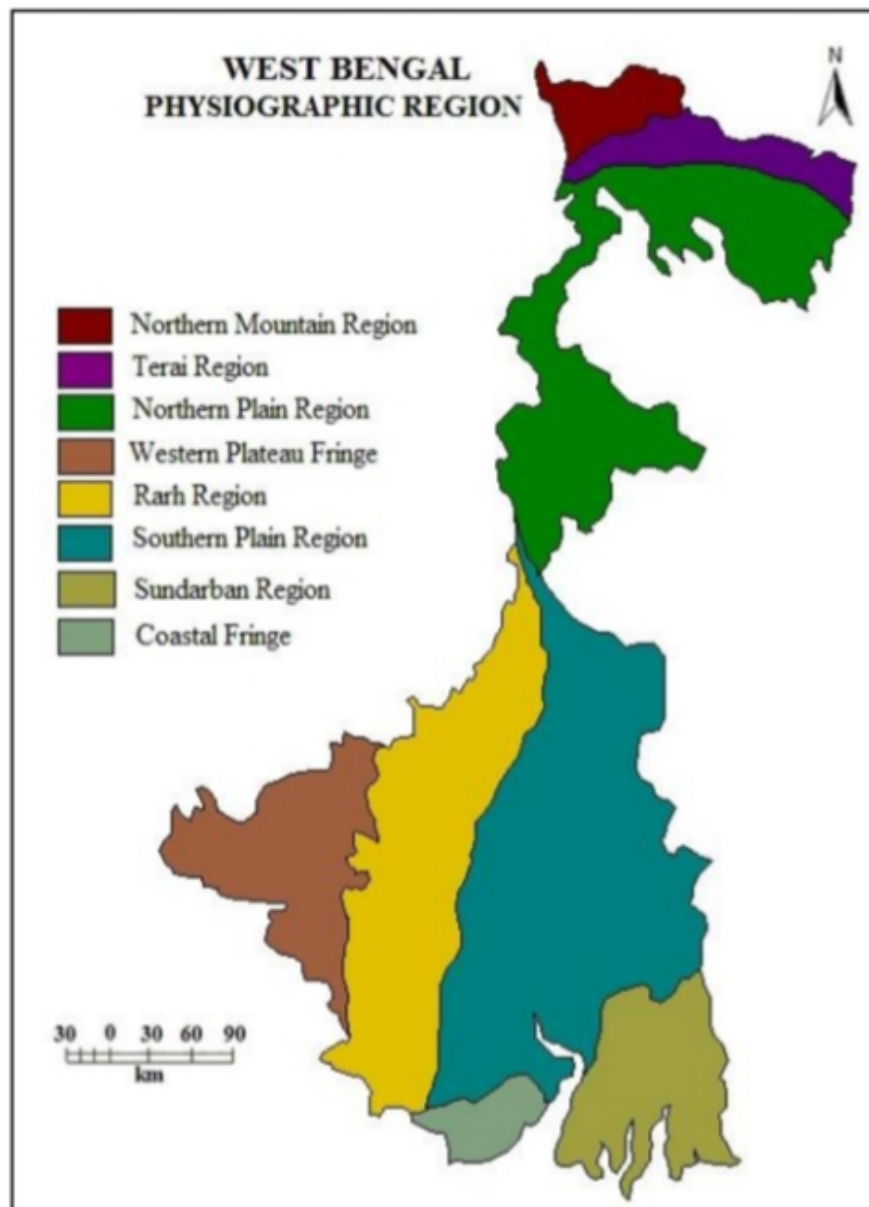 WEST BENGAL
PHYSIOGRAPHIC REGION
N
Northern Mountain Region
Terai Region
Northern Plain Region
Western Plateau Fringe
Rarh Region
Southern Plain Region
Sundarban Region
Coastal Fringe
30 0 30 60 90
km